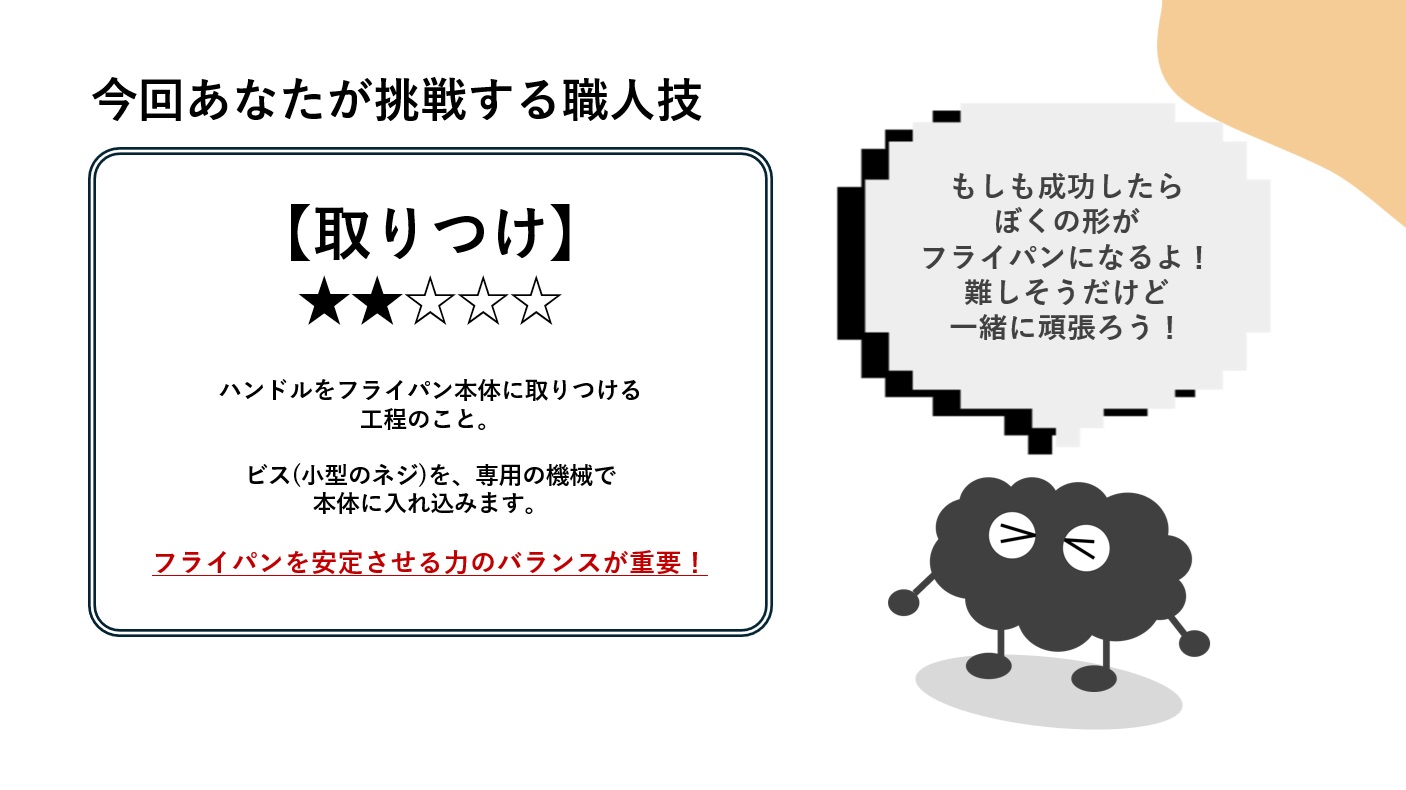 今回あなたが挑戦する職人技
【取りつけ】
★★☆☆☆
ハンドルをフライパン本体に取りつける
工程のこと。
ビス(小型のネジ)を、専用の機械で
本体に入れ込みます。
フライパンを安定させる力のバランスが重要！
もしも成功したら
ぼくの形が
フライパンになるよ！
難しそうだけど
一緒に頑張ろう！